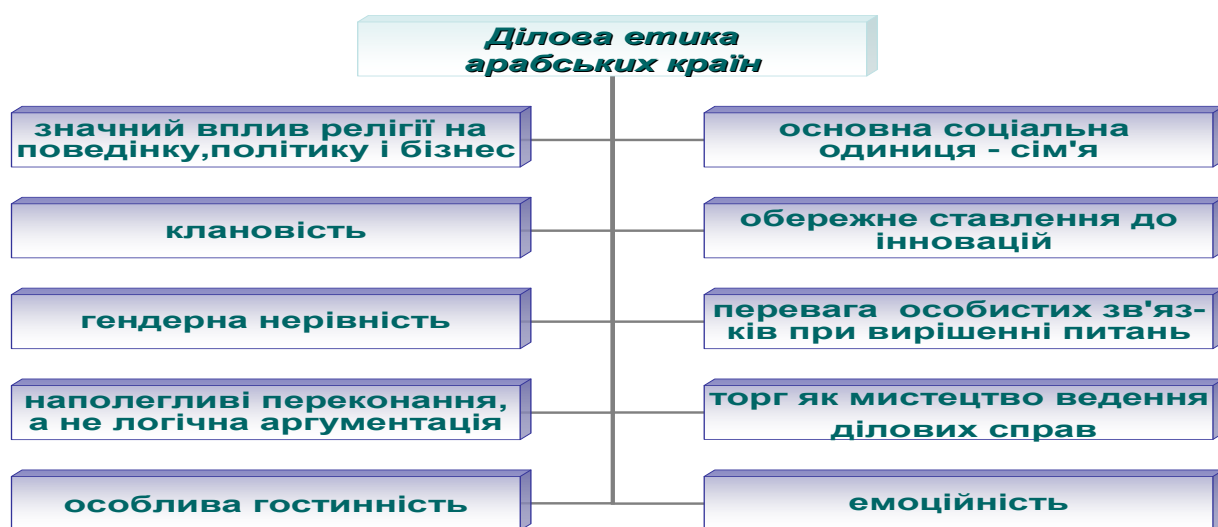 Ділова етика
арабських країн
значний вплив релігії на
поведінку,політику і бізнес
основна соціальна
одиниця - сім'я
клановість
обережне ставлення до
інновацій
гендерна нерівність
перевага особистих зв'яз-
ків при вирішенні питань
наполегливі переконання,
а не логічна аргументація
торг як мистецтво ведення
ділових справ
особлива гостинність
емоційність